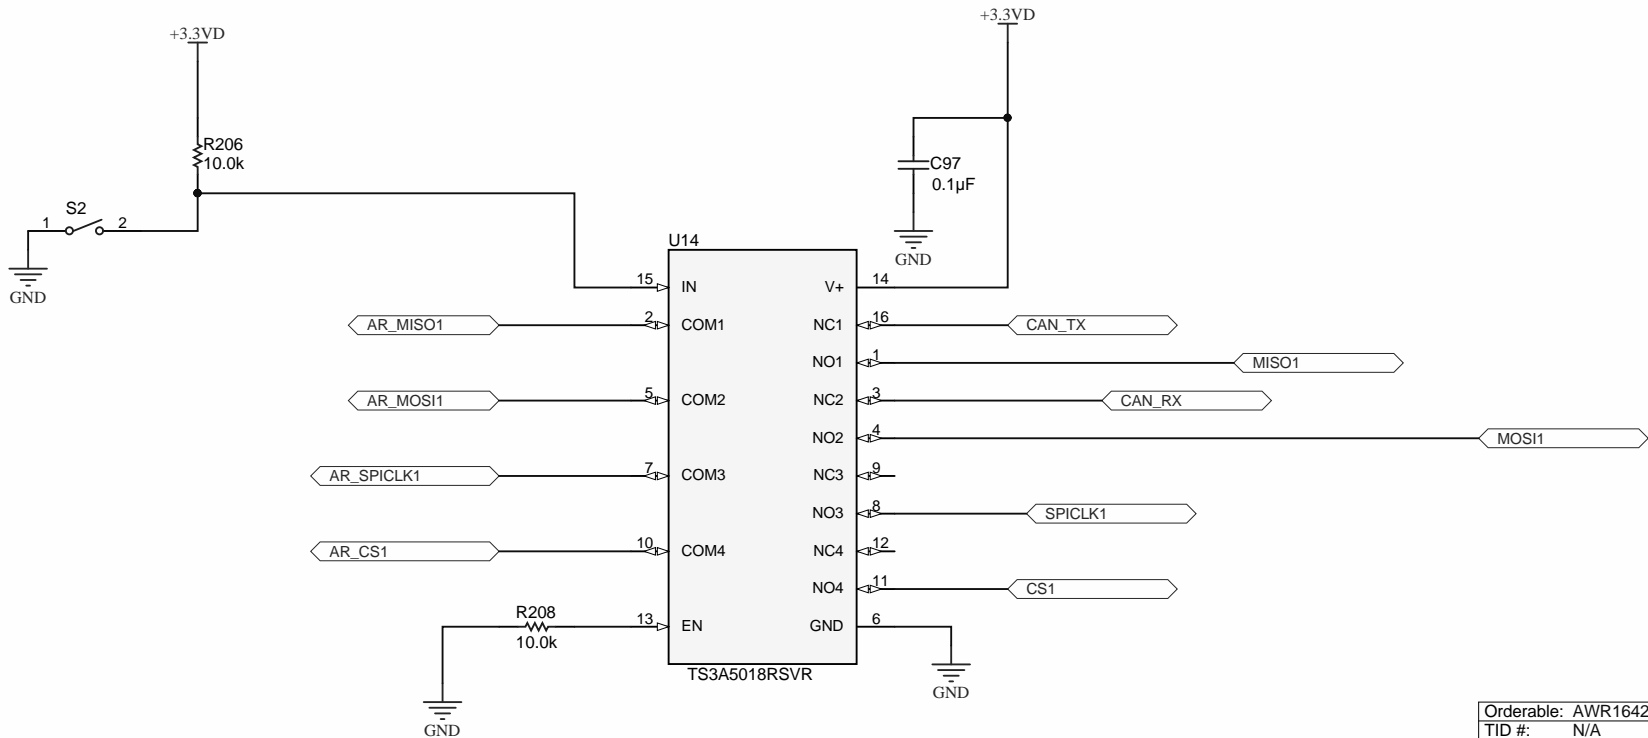 +3.3VD
+3.3VD
R206
10.0k
C97
0.1µF
S2
1
2
GND
GND
U14
15
IN
V+
14
AR_MISO1
2
COM1
NC1
16
CAN_TX
NO1
1
MISO1
AR_MOSI1
5
COM2
NC2
3
CAN_RX
NO2
4
MOSI1
AR_SPICLK1
7
COM3
NC3
9
NO3
8
SPICLK1
AR_CS1
10
COM4
NC4
12
NO4
11
CS1
R208
10.0k
13
EN
GND
6
TS3A5018RSVR
GND
GND
Orderable: AWR1642
TID #: N/A